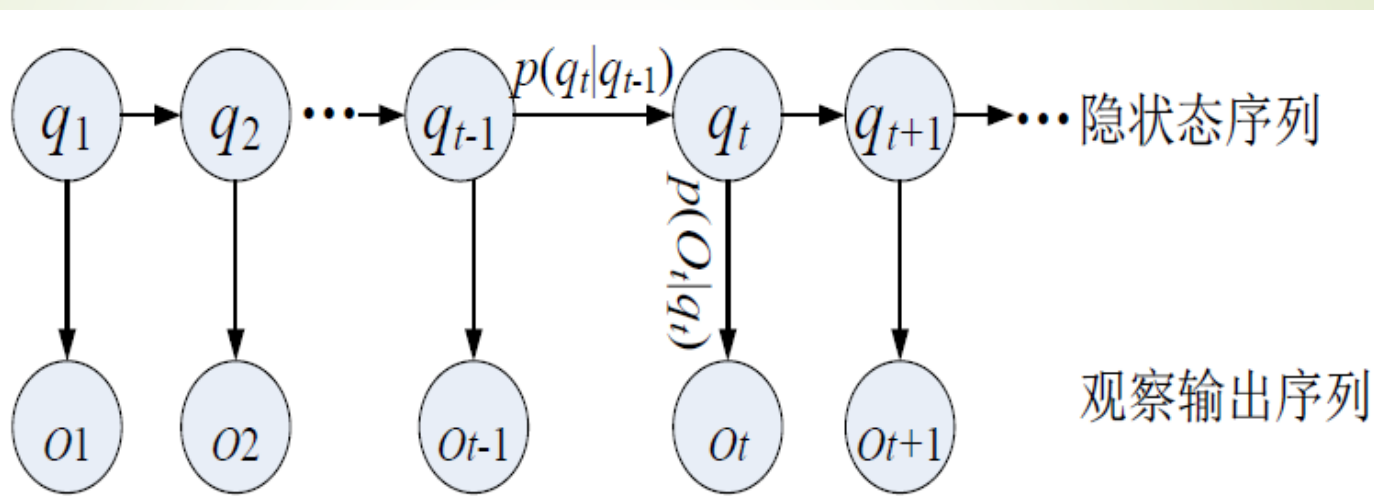 p(qt|qt-1)
q1 q2 ••• qt-1 qt qt+1 ••• 隐状态序列
p(Ot|qt)
观察输出序列
O1 O2 Ot-1 Ot Ot+1